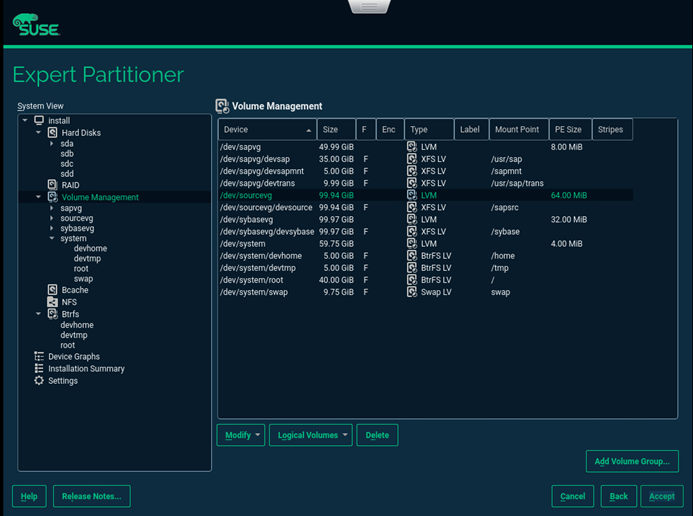 SUSE
Expert Partitioner
System View
install
Hard Disks
sda
sdb
sdc
sdd
RAID
Volume Management
sapvg
sourcevg
sybasevg
system
devhome
devtmp
root
swap
Bcache
NFS
Btrfs
devhome
devtmp
root
Device Graphs
Installation Summary
Settings
Volume Management
Device Size F Enc Type Label Mount Point PE Size Stripes
/dev/sapvg 49.99 GiB LVM 8.00 MiB
/dev/sapvg/devsap 35.00 GiB F XFS LV /usr/sap
/dev/sapvg/devsapmnt 5.00 GiB F XFS LV /sapmnt
/dev/sapvg/devtrans 9.99 GiB F XFS LV /usr/sap/trans
/dev/sourcevg 99.94 GiB LVM 64.00 MiB
/dev/sourcevg/devsource 99.94 GiB F XFS LV /sapsrc
/dev/sybasevg 99.97 GiB LVM 32.00 MiB
/dev/sybasevg/devsybase 99.97 GiB F XFS LV /sybase
/dev/system 59.75 GiB LVM 4.00 MiB
/dev/system/devhome 5.00 GiB F BtrFS LV /home
/dev/system/devtmp 5.00 GiB F BtrFS LV /tmp
/dev/system/root 40.00 GiB F BtrFS LV /
/dev/system/swap 9.75 GiB F Swap LV swap
Modify Logical Volumes Delete
Add Volume Group...
Help Release Notes... Cancel Back Accept